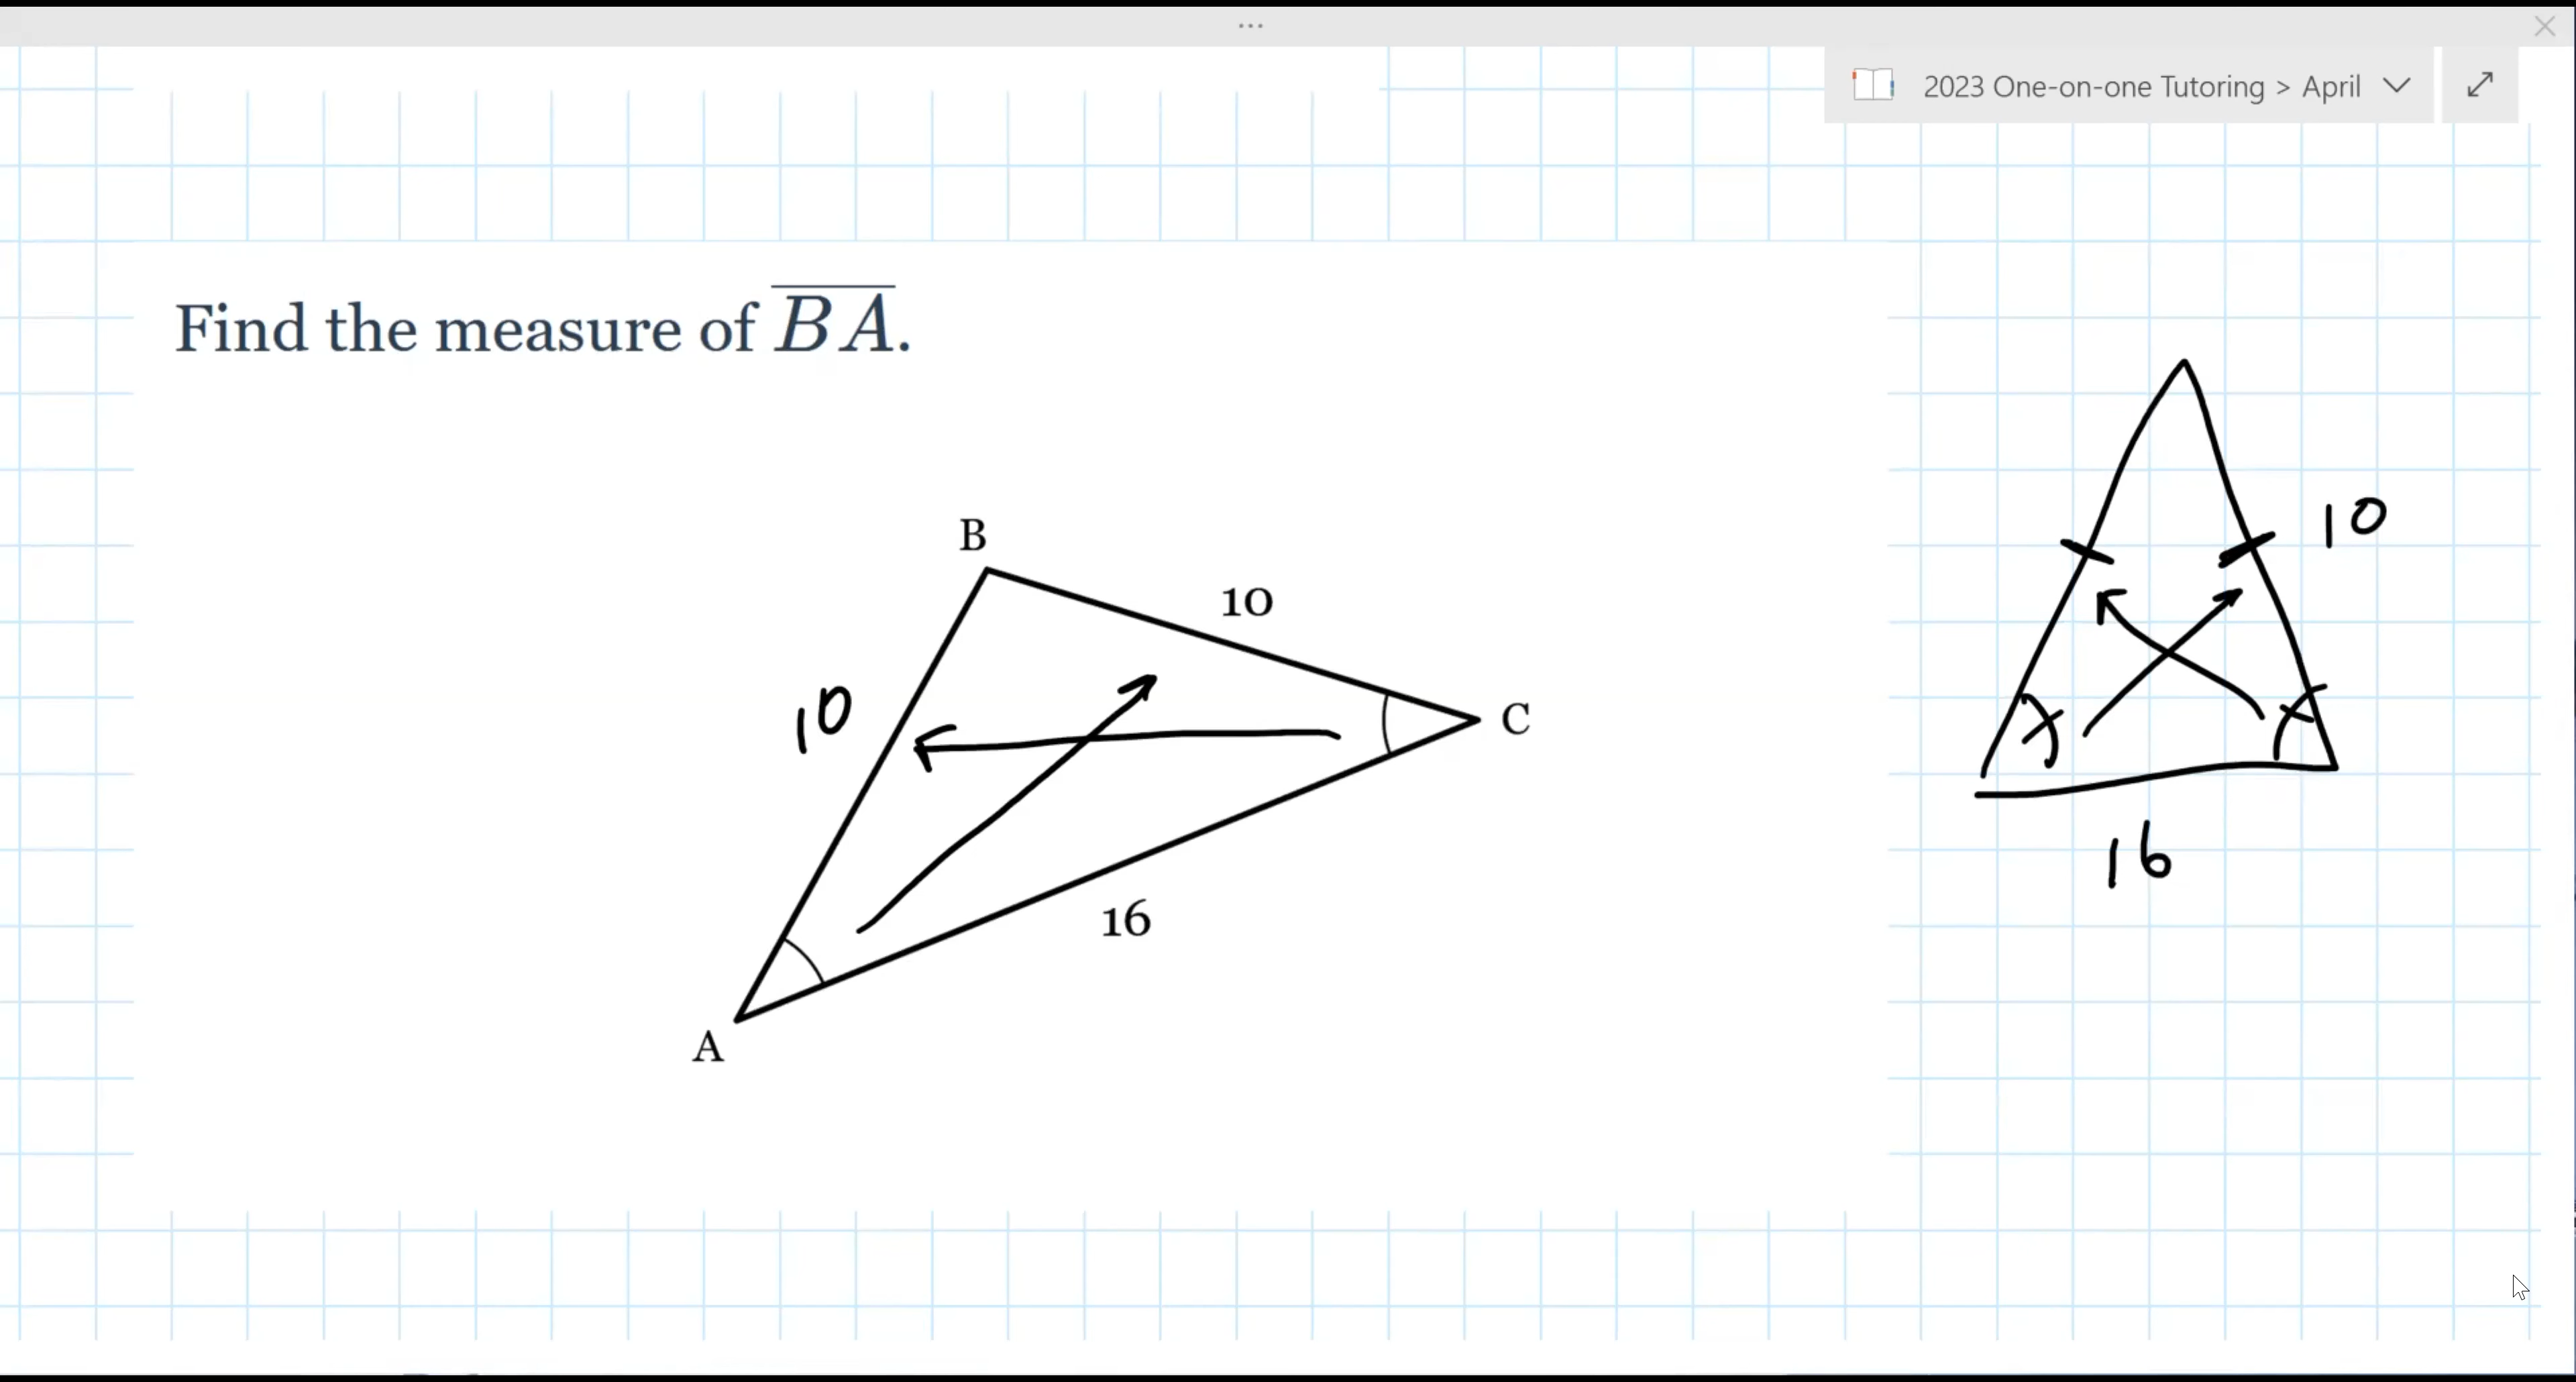 2023 One-on-one Tutoring > April
Find the measure of BA.
B
10
10
10
C
16
16
A